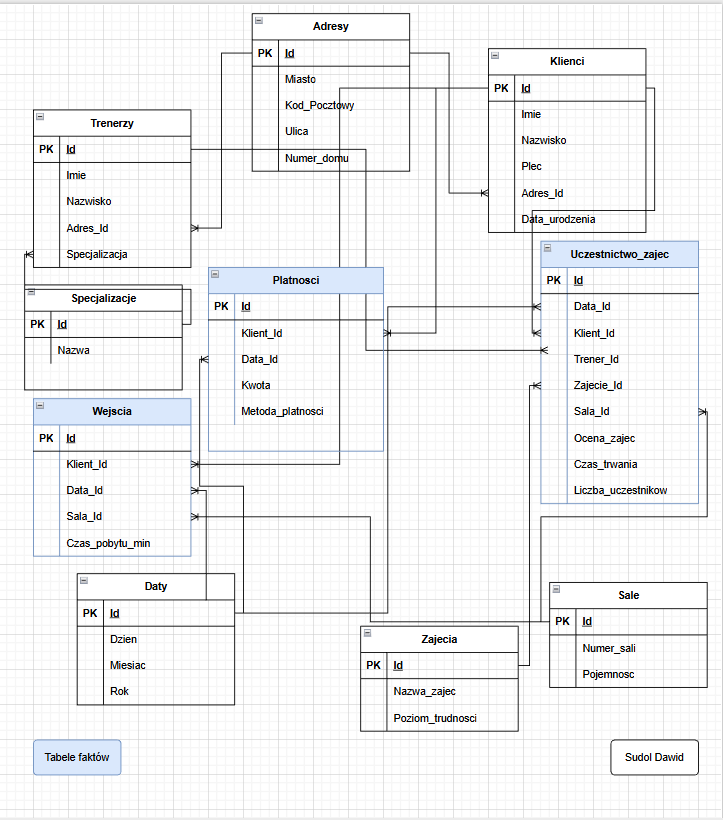 Adresy
PK Id
Miasto
Kod_Pocztowy
Ulica
Numer_domu
Klienci
PK Id
Imie
Nazwisko
Plec
Adres_Id
Data_urodzenia
Trenerzy
PK Id
Imie
Nazwisko
Adres_Id
Specjalizacja
Specjalizacje
PK Id
Nazwa
Platnosci
PK Id
Klient_Id
Data_Id
Kwota
Metoda_platnosci
Uczestnictwo_zajec
PK Id
Data_Id
Klient_Id
Trener_Id
Zajecie_Id
Sala_Id
Ocena_zajec
Czas_trwania
Liczba_uczestnikow
Wejscia
PK Id
Klient_Id
Data_Id
Sala_Id
Czas_pobytu_min
Daty
PK Id
Dzien
Miesiac
Rok
Zajecia
PK Id
Nazwa_zajec
Poziom_trudnosci
Sale
PK Id
Numer_sali
Pojemnosc
Tabele faktów
Sudol Dawid